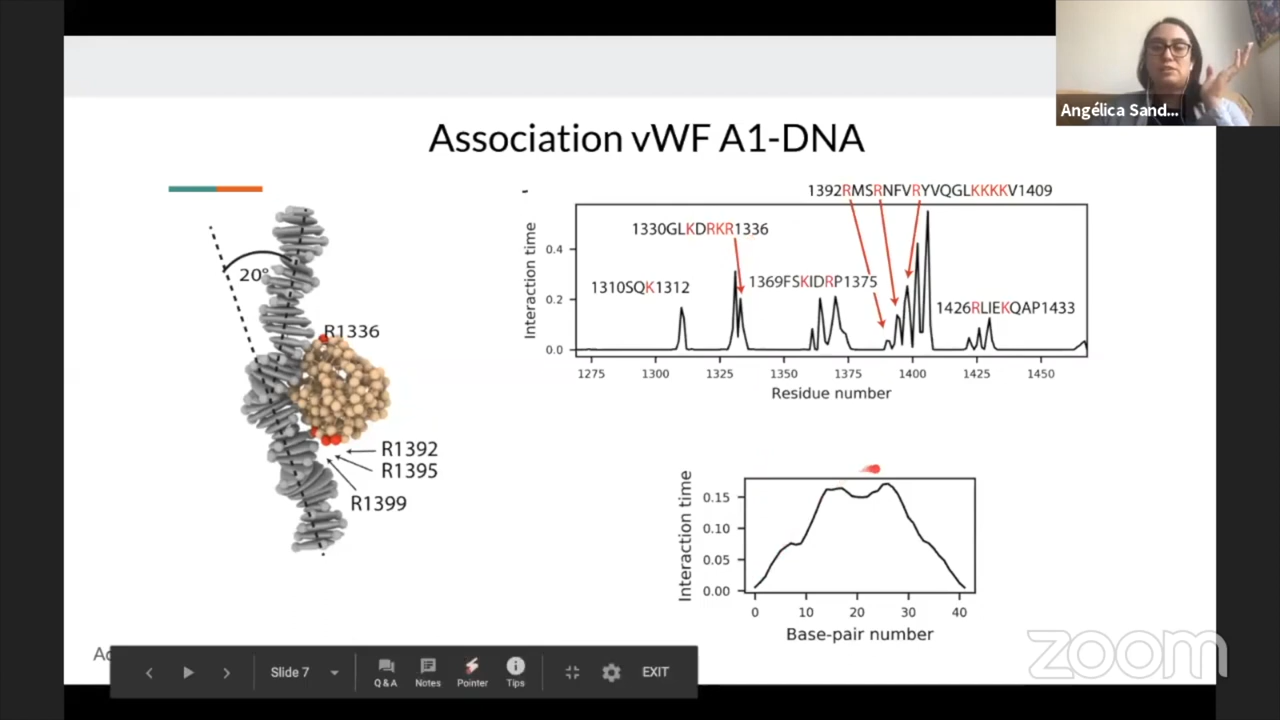 Angélica Sand...
Association vWF A1-DNA
20°
R1336
R1392
R1395
R1399
1392RMSRNFVRYVQGLKKKKV1409
1330GLKDRKR1336
1310SQK1312
1369FSKIDRP1375
1426RLIEKQAP1433
Interaction time
0.4
0.2
0.0
1275 1300 1325 1350 1375 1400 1425 1450
Residue number
Interaction time
0.15
0.10
0.05
0.00
0 10 20 30 40
Base-pair number
Slide 7
Q&A
Notes
Pointer
Tips
EXIT
zoom